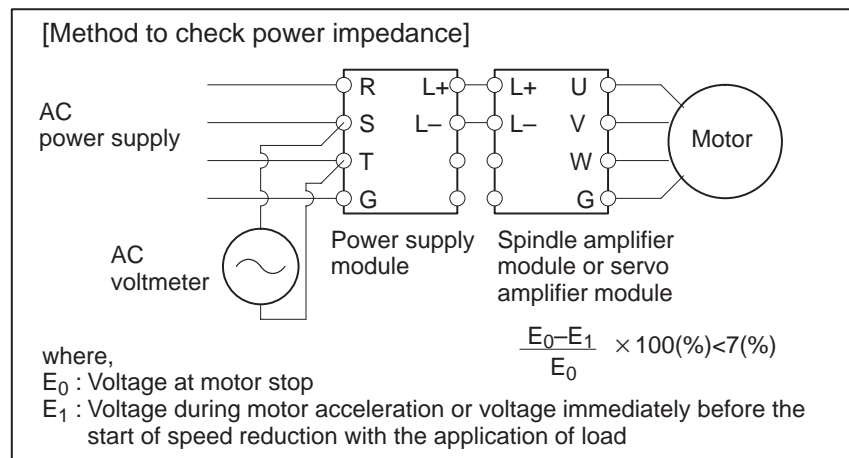 [Method to check power impedance]
AC
power supply
R
S
T
G
L+
L–
L+
L–
U
V
W
G
Motor
AC
voltmeter
Power supply
module
Spindle amplifier
module or servo
amplifier module
E0–E1
E0
×100(%)<7(%)
where,
E0 : Voltage at motor stop
E1 : Voltage during motor acceleration or voltage immediately before the
start of speed reduction with the application of load